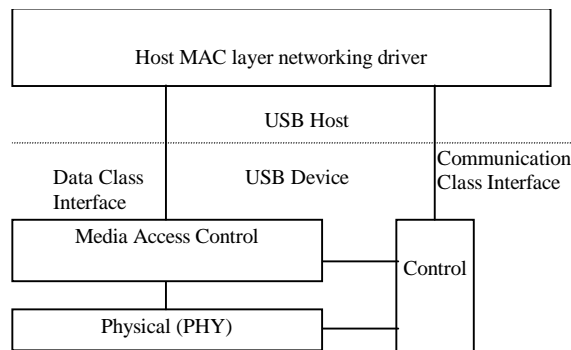 Host MAC layer networking driver
USB Host
Communication
Class Interface
Data Class
Interface
USB Device
Media Access Control
Control
Physical (PHY)